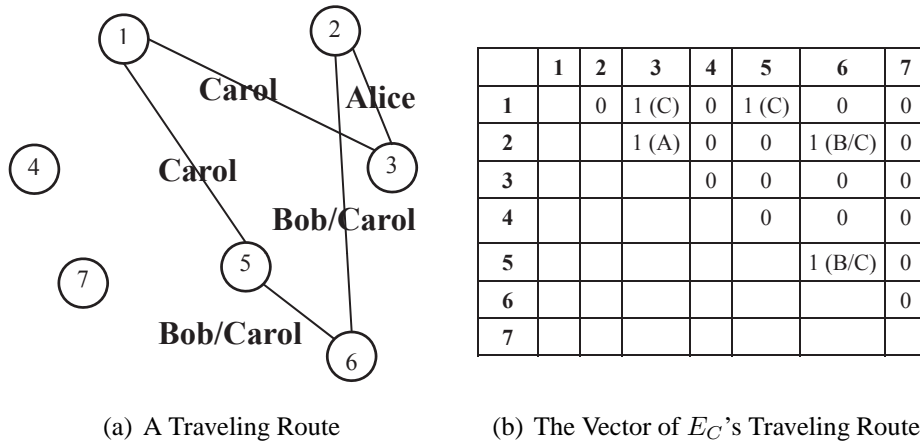 1
2
Carol
Alice
3
4
Carol
Bob/Carol
5
7
Bob/Carol
6
(a) A Traveling Route
1 2 3 4 5 6 7
1 0 1 (C) 0 1 (C) 0 0
2 1 (A) 0 0 1 (B/C) 0
3 0 0 0 0
4 0 0 0
5 1 (B/C) 0
6 0
7
(b) The Vector of E_C's Traveling Route